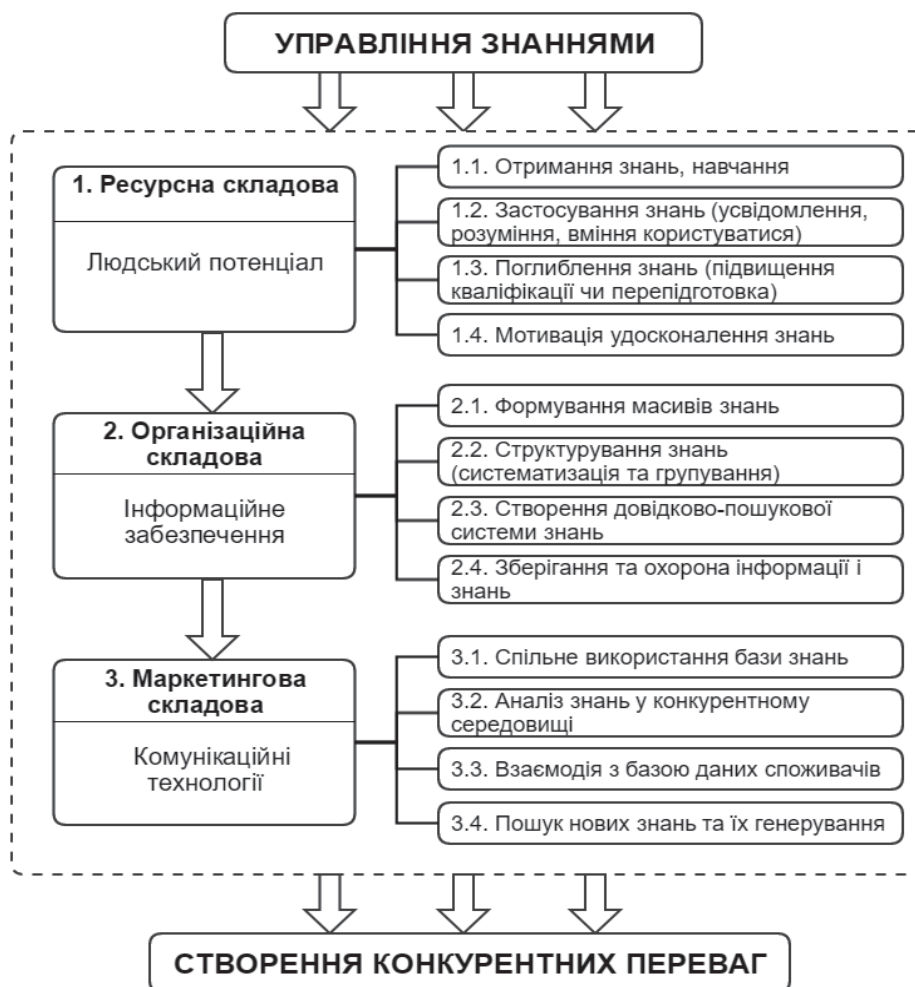 УПРАВЛІННЯ ЗНАННЯМИ
1. Ресурсна складова
Людський потенціал
1.1. Отримання знань, навчання
1.2. Застосування знань (усвідомлення,
розуміння, вміння користуватися)
1.3. Поглиблення знань (підвищення
кваліфікації чи перепідготовка)
1.4. Мотивація удосконалення знань
2. Організаційна
складова
Інформаційне
забезпечення
2.1. Формування масивів знань
2.2. Структурування знань
(систематизація та групування)
2.3. Створення довідково-пошукової
системи знань
2.4. Зберігання та охорона інформації і
знань
3. Маркетингова
складова
Комунікаційні
технології
3.1. Спільне використання бази знань
3.2. Аналіз знань у конкурентному
середовищі
3.3. Взаємодія з базою даних споживачів
3.4. Пошук нових знань та їх генерування
СТВОРЕННЯ КОНКУРЕНТНИХ ПЕРЕВАГ